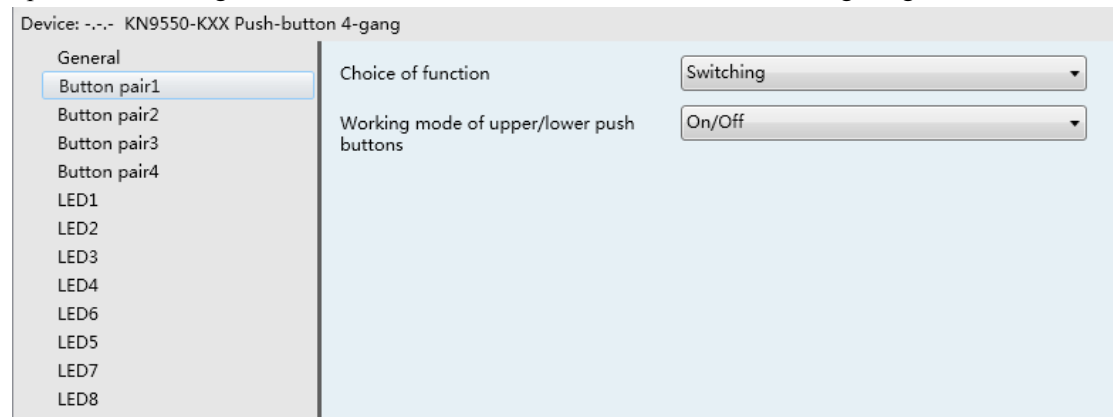 Device: -.-.- KN9550-KXX Push-button 4-gang
General
Button pair1
Button pair2
Button pair3
Button pair4
LED1
LED2
LED3
LED4
LED6
LED5
LED7
LED8
Choice of function
Switching
Working mode of upper/lower push
buttons
On/Off